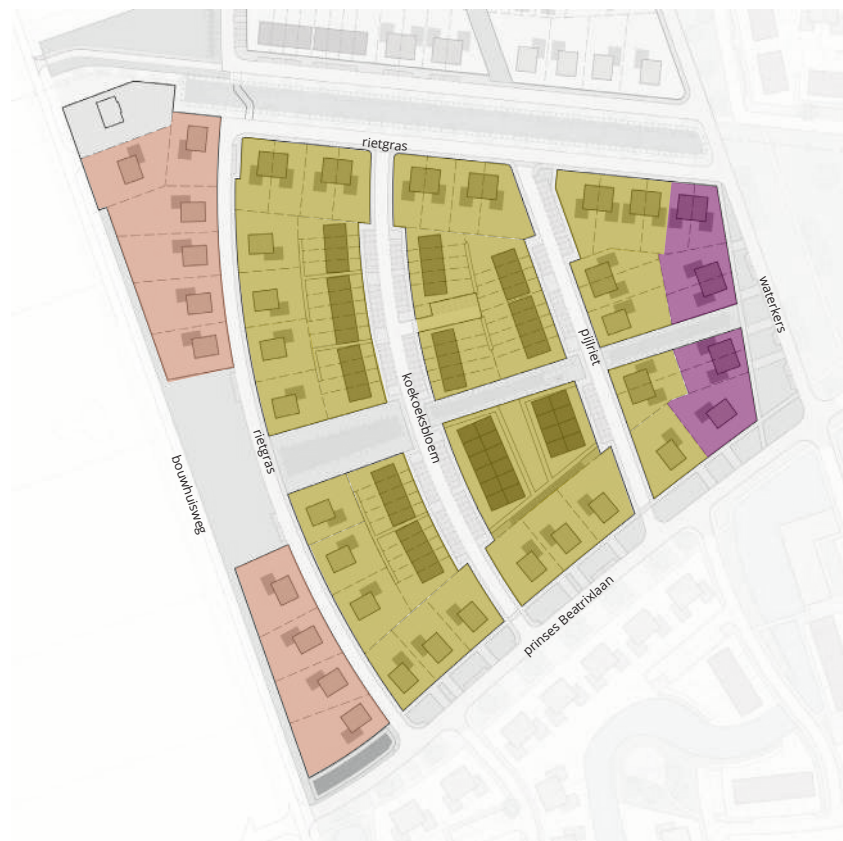 rietgras
waterkers
pijlriet
koekoeksbloem
rietgras
bouwhuisweg
prinses Beatrixlaan